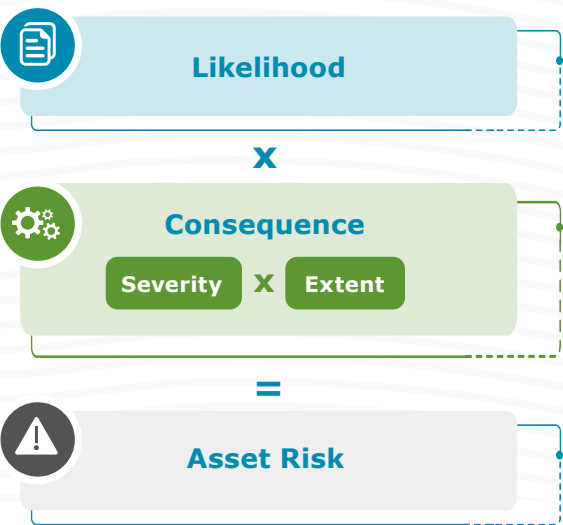 Likelihood
x
Consequence
Severity x Extent
=
Asset Risk